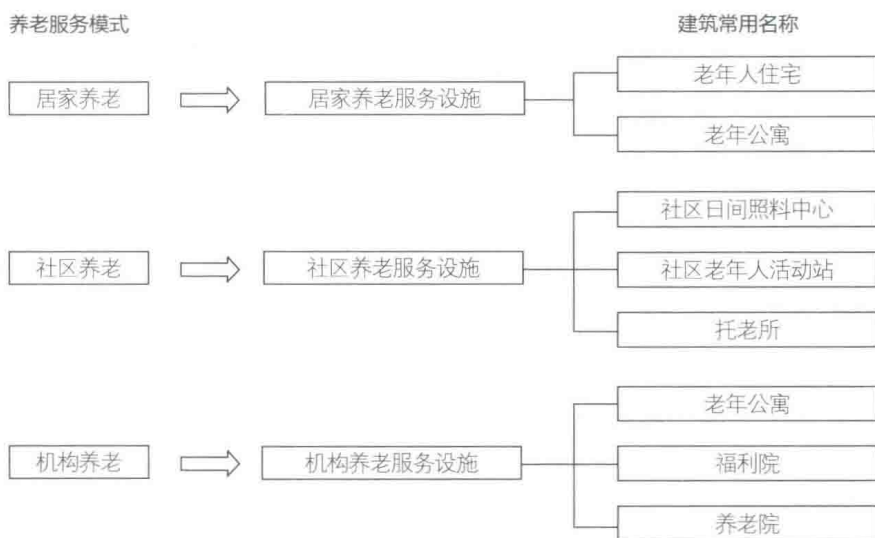 养老服务模式
建筑常用名称
居家养老
居家养老服务设施
老年人住宅
老年公寓
社区养老
社区养老服务设施
社区日间照料中心
社区老年人活动站
托老所
机构养老
机构养老服务设施
老年公寓
福利院
养老院